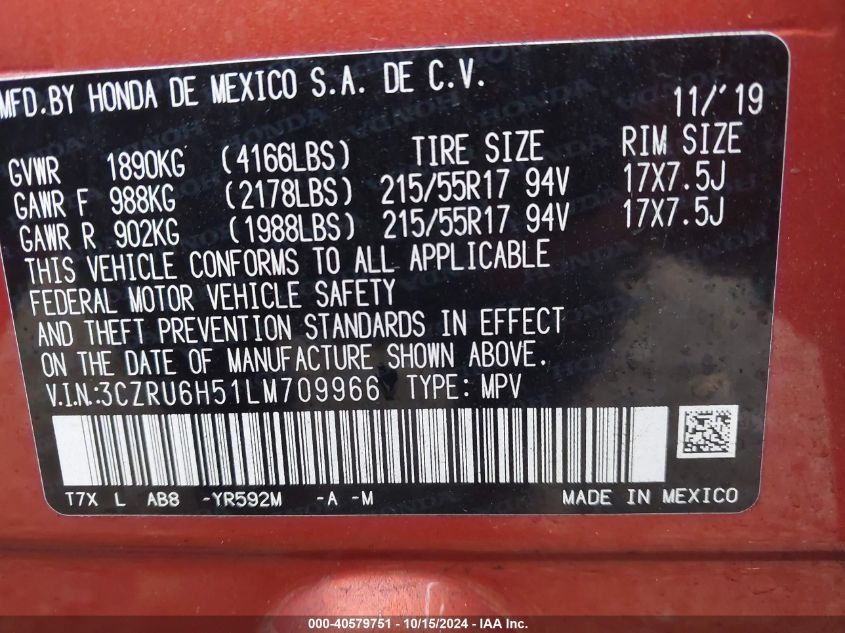 MFD.BY HONDA DE MEXICO S.A. DE C.V. 11/'19
GVWR 1890KG (4166LBS) TIRE SIZE RIM SIZE
GAWR F 988KG (2178LBS) 215/55R17 94V 17X7.5J
GAWR R 902KG (1988LBS) 215/55R17 94V 17X7.5J
THIS VEHICLE CONFORMS TO ALL APPLICABLE
FEDERAL MOTOR VEHICLE SAFETY
AND THEFT PREVENTION STANDARDS IN EFFECT
ON THE DATE OF MANUFACTURE SHOWN ABOVE.
V.I.N.:3CZRU6H51LM709966 TYPE: MPV
T7X L AB8 -YR592M -A -M MADE IN MEXICO
000-40579751 - 10/15/2024 - IAA Inc.